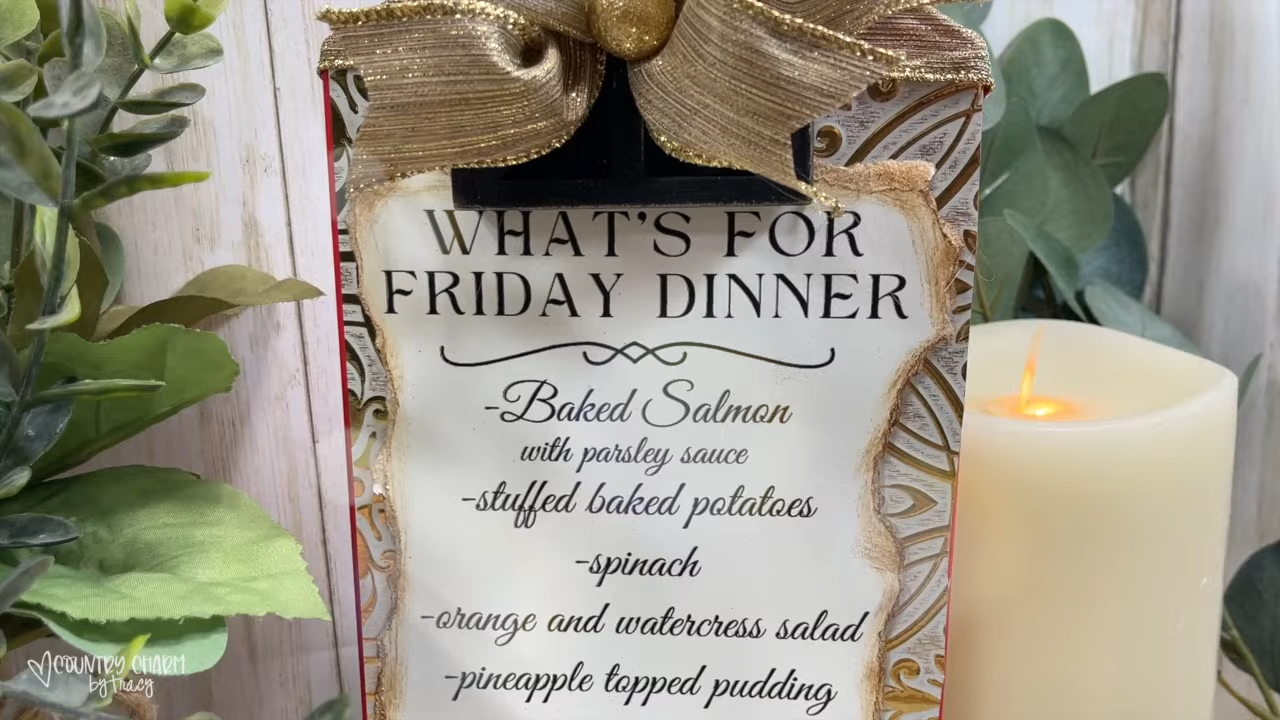 WHAT'S FOR
FRIDAY DINNER
-Baked Salmon
with parsley sauce
-stuffed baked potatoes
-spinach
-orange and watercress salad
-pineapple topped pudding
COUNTRY CHARM
by Tracy